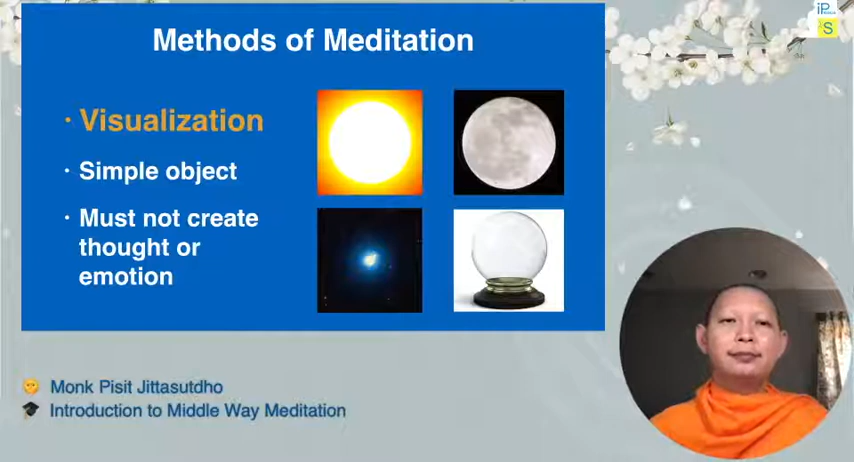 Methods of Meditation
iP
S
• Visualization
• Simple object
• Must not create
thought or
emotion
Monk Pisit Jittasutdho
Introduction to Middle Way Meditation